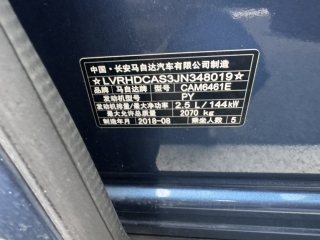 中国·长安马自达汽车有限公司制造
★LVRHDCAS3JN348019★
品牌 马自达牌 型号 CAM6461E
发动机型号 PY
发动机排量/最大净功率 2.5 L/144kW
最大允许总质量 2070 kg
制造年月 2018-08 乘坐人数 5